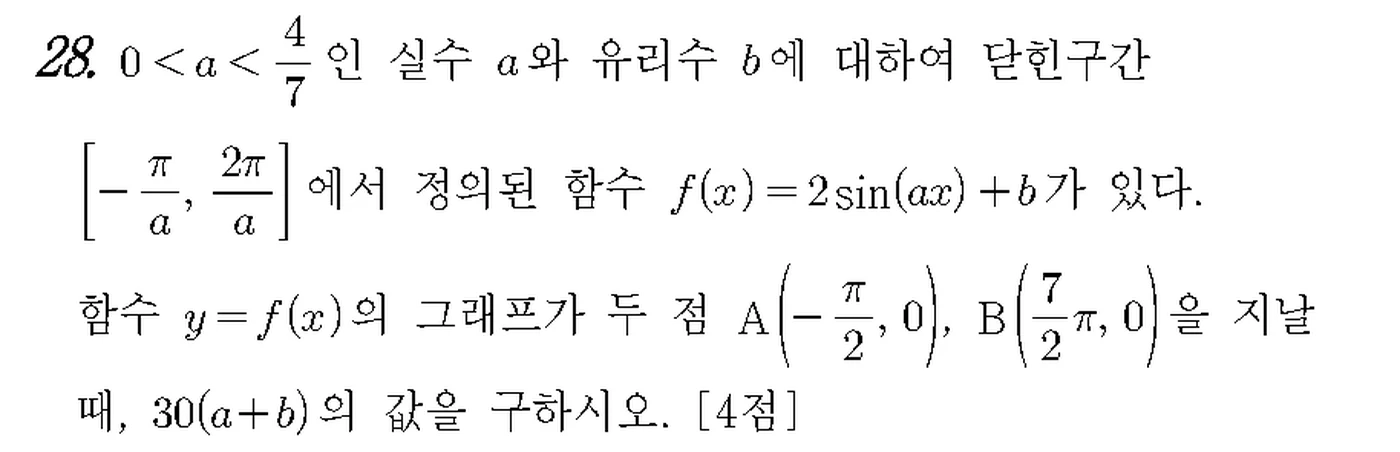 28. 0 < a < 4/7 인 실수 a와 유리수 b에 대하여 닫힌구간
[-π/a, 2π/a]에서 정의된 함수 f(x) = 2sin(ax) + b가 있다.
함수 y = f(x)의 그래프가 두 점 A(-π/2, 0), B(7/2 π, 0)을 지날
때, 30(a+b)의 값을 구하시오. [4점]